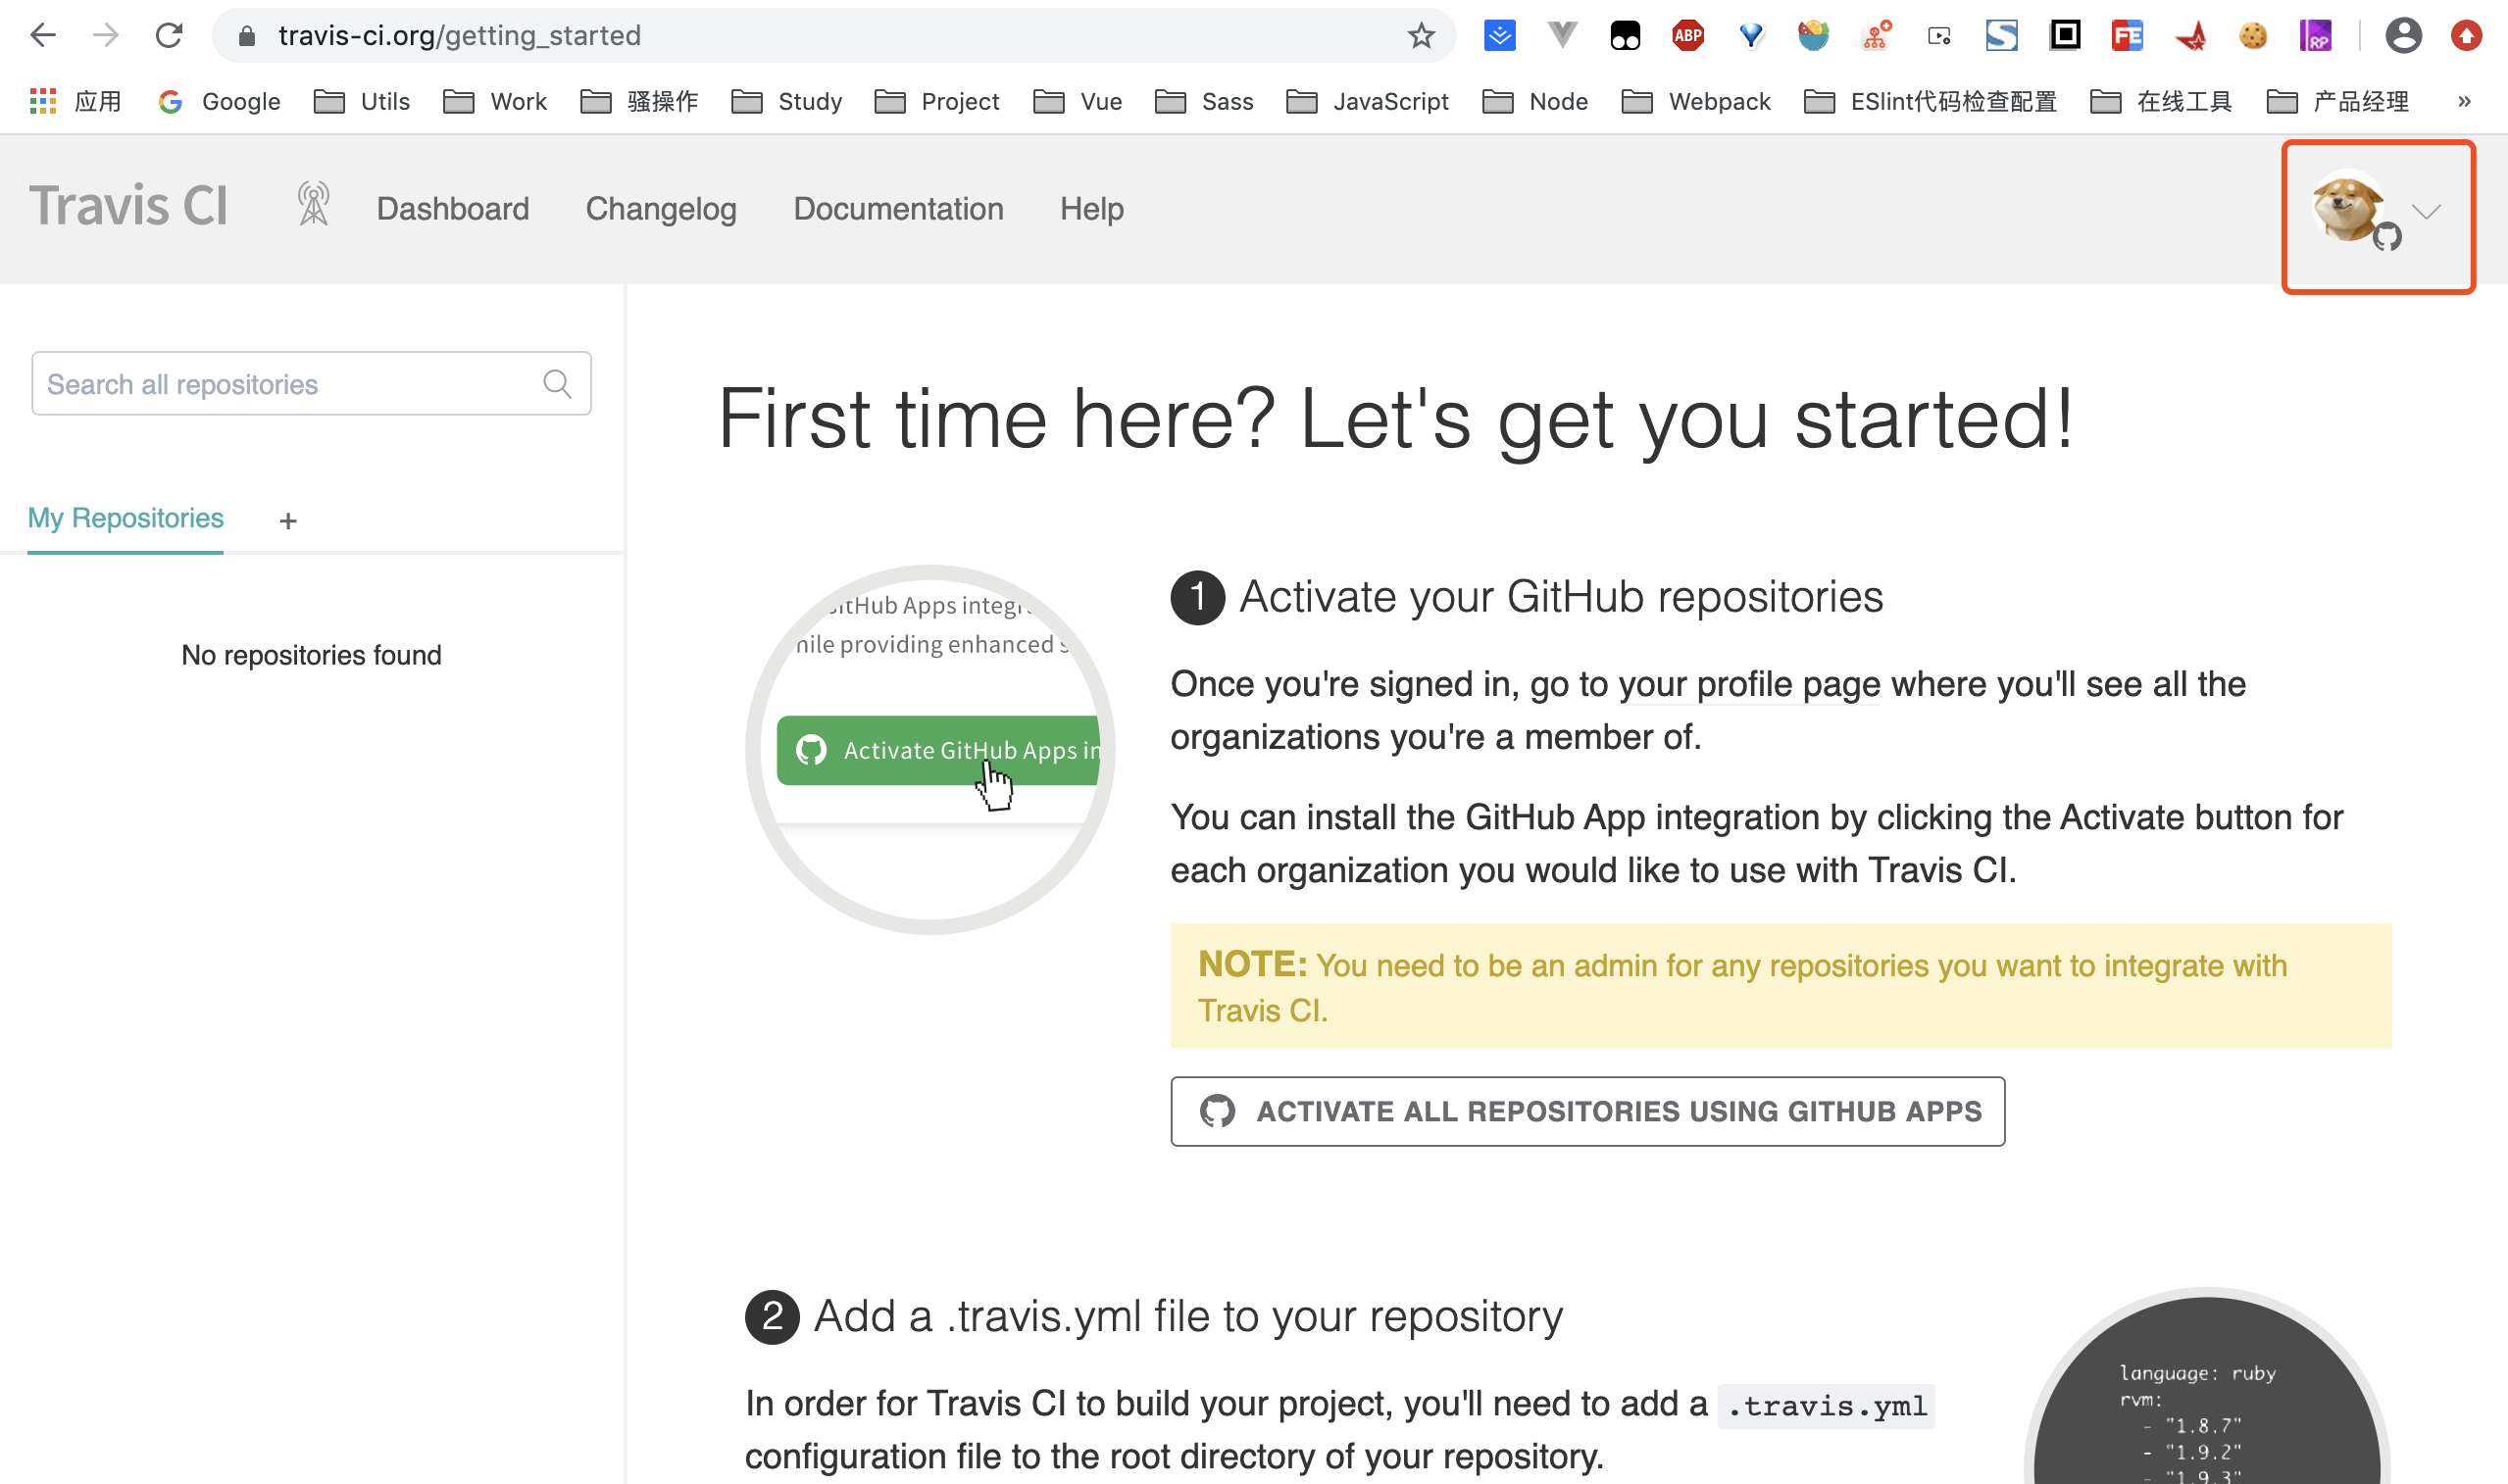 travis-ci.org/getting_started
ABP
FE
RP
应用 Google Utils Work 骚操作 Study Project Vue Sass JavaScript Node Webpack ESlint代码检查配置 在线工具 产品经理 »
Travis CI Dashboard Changelog Documentation Help
Search all repositories
My Repositories +
No repositories found
First time here? Let's get you started!
GitHub Apps integr
hile providing enhanced s
Activate GitHub Apps in
1 Activate your GitHub repositories
Once you're signed in, go to your profile page where you'll see all the
organizations you're a member of.
You can install the GitHub App integration by clicking the Activate button for
each organization you would like to use with Travis CI.
NOTE: You need to be an admin for any repositories you want to integrate with
Travis CI.
ACTIVATE ALL REPOSITORIES USING GITHUB APPS
2 Add a .travis.yml file to your repository
In order for Travis CI to build your project, you'll need to add a .travis.yml
configuration file to the root directory of your repository.
language: ruby
rvm:
- "1.8.7"
- "1.9.2"
- "1.9.3"